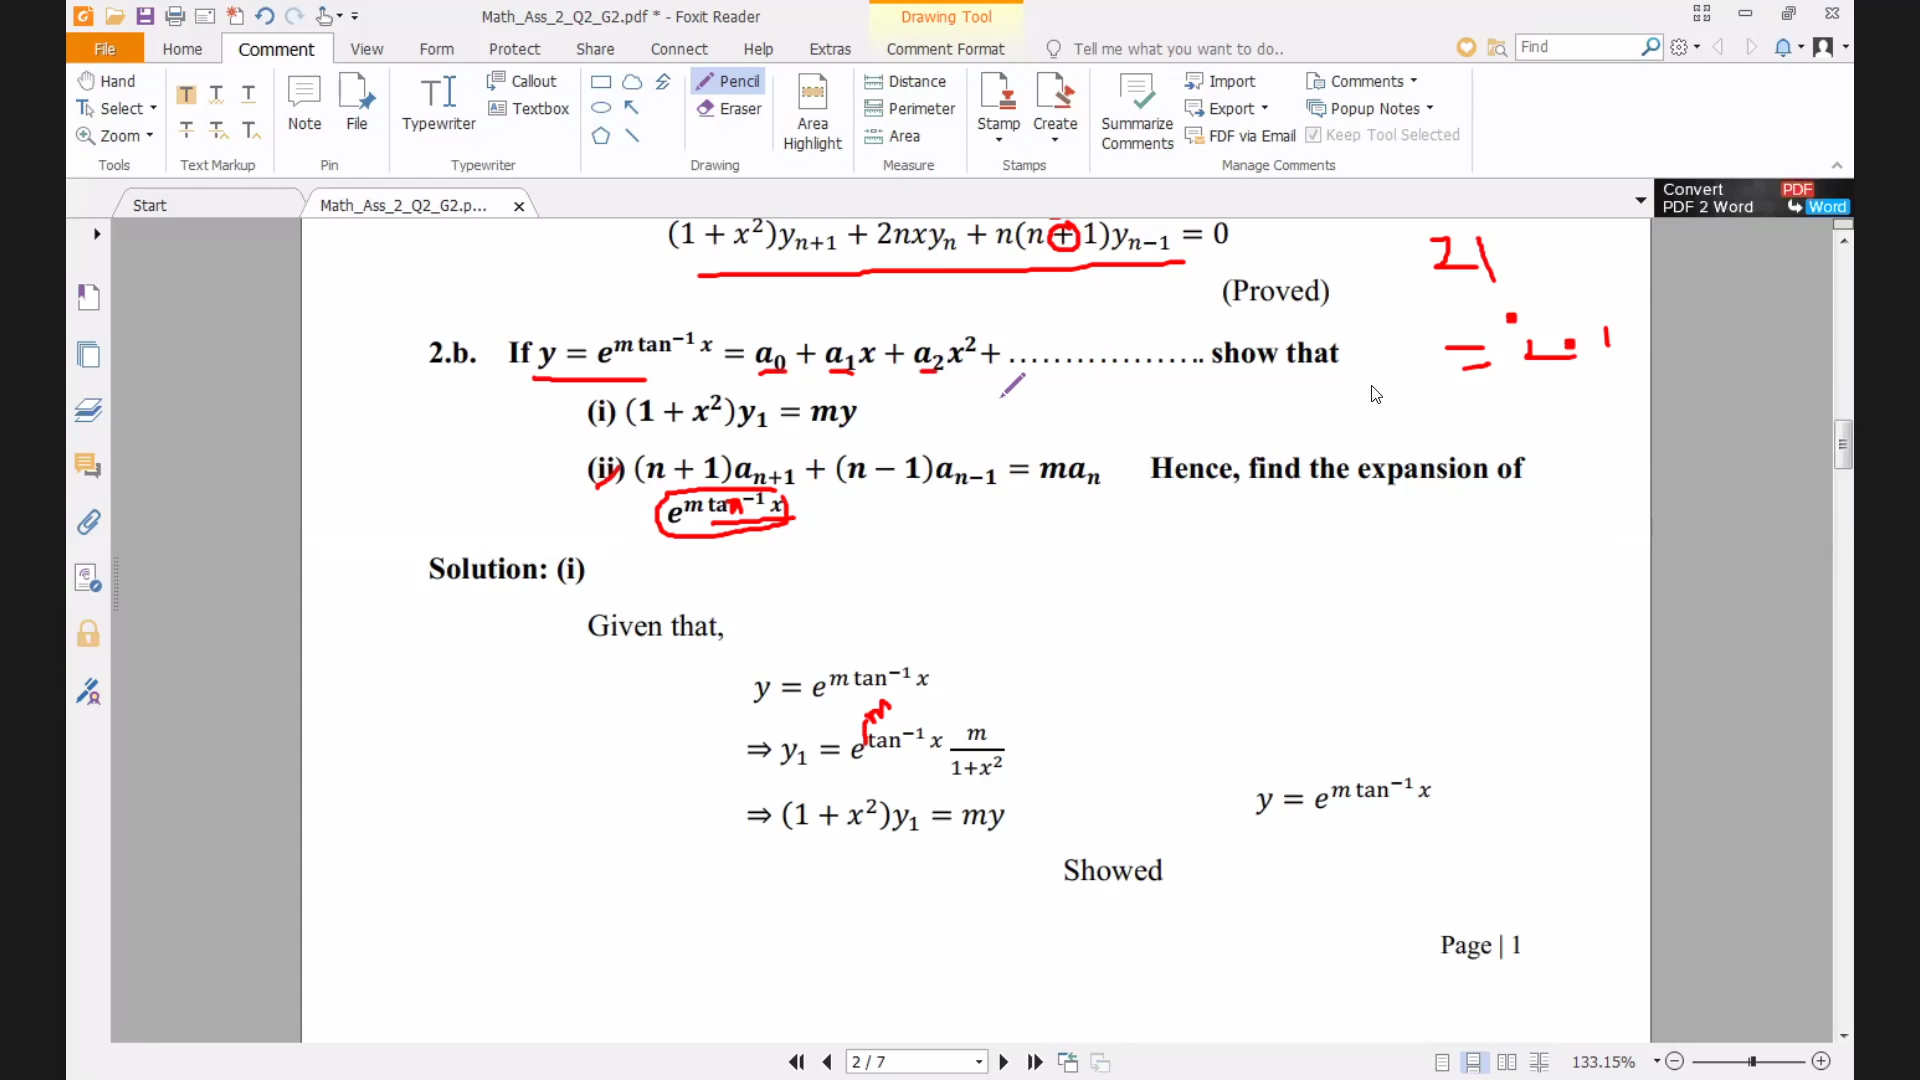 Math_Ass_2_Q2_G2.pdf * - Foxit Reader
Drawing Tool
File Home Comment View Form Protect Share Connect Help Extras Comment Format Tell me what you want to do.. Find
Hand
Select
Zoom
Tools
Text Markup
Note
File
Pin
Typewriter
Callout
Textbox
Typewriter
Pencil
Eraser
Drawing
Area Highlight
Distance
Perimeter
Area
Measure
Stamp
Create
Stamps
Summarize Comments
Import
Export
FDF via Email
Comments
Popup Notes
Keep Tool Selected
Manage Comments
Start
Math_Ass_2_Q2_G2.p...
Convert PDF
PDF 2 Word Word
(1 + x²)yₙ₊₁ + 2nxyₙ + n(n + 1)yₙ₋₁ = 0
(Proved)
2.b. If y = e^{m tan⁻¹ x} = a₀ + a₁x + a₂x²+ ……………….. show that
(i) (1 + x²)y₁ = my
(ii) (n + 1)aₙ₊₁ + (n − 1)aₙ₋₁ = maₙ Hence, find the expansion of
e^{m tan⁻¹ x}
Solution: (i)
Given that,
y = e^{m tan⁻¹ x}
m
⇒ y₁ = e^{tan⁻¹ x} m/(1+x²)
⇒ (1 + x²)y₁ = my
y = e^{m tan⁻¹ x}
Showed
Page | 1
2 / 7
133.15%